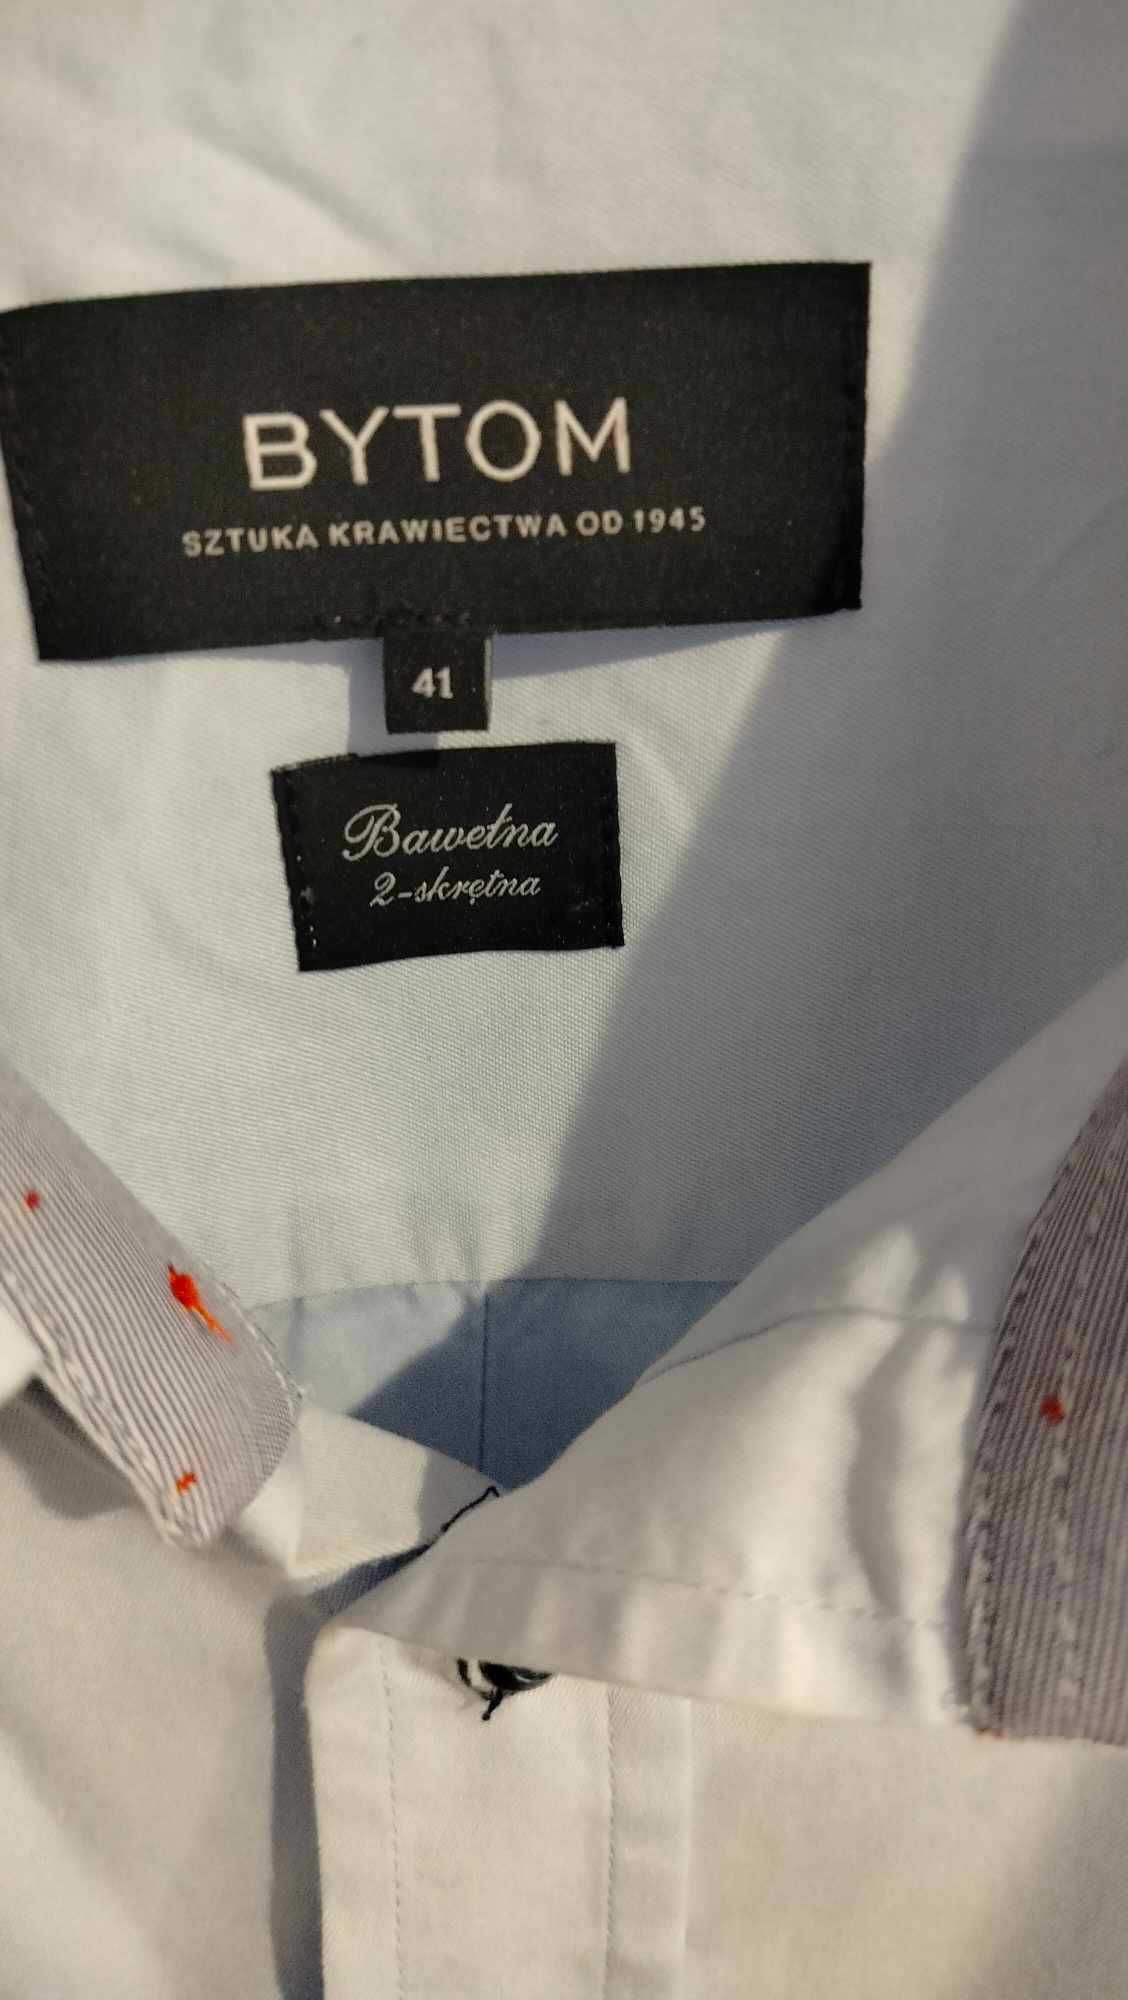 BYTOM
SZTUKA KRAWIECTWA OD 1945
41
Bawełna
2-skrętna